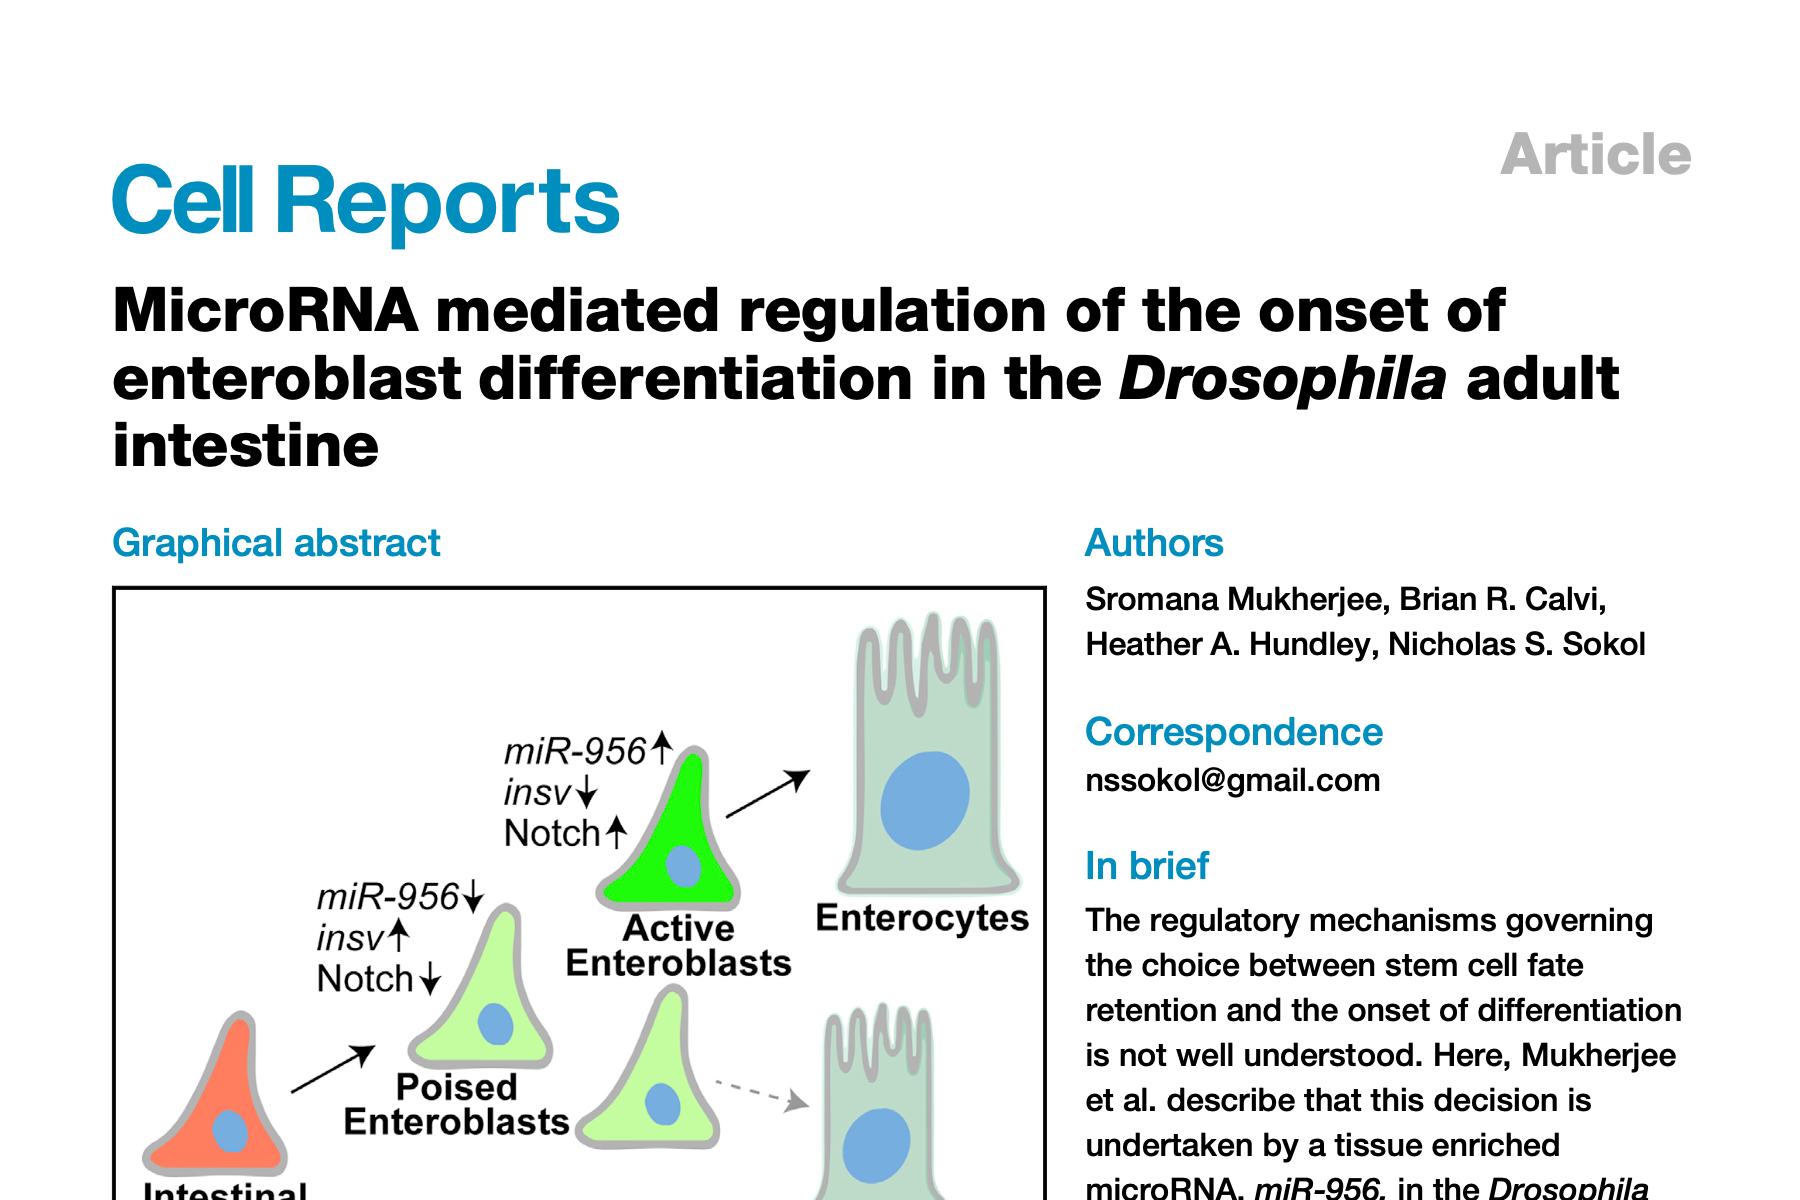 Article
Cell Reports
MicroRNA mediated regulation of the onset of
enteroblast differentiation in the Drosophila adult
intestine
Graphical abstract
miR-956↑
insv↓
Notch↑
Active
Enteroblasts
Enterocytes
miR-956↓
insv↑
Notch↓
Poised
Enteroblasts
Intestinal
Authors
Sromana Mukherjee, Brian R. Calvi,
Heather A. Hundley, Nicholas S. Sokol
Correspondence
nssokol@gmail.com
In brief
The regulatory mechanisms governing
the choice between stem cell fate
retention and the onset of differentiation
is not well understood. Here, Mukherjee
et al. describe that this decision is
undertaken by a tissue enriched
microRNA, miR-956, in the Drosophila